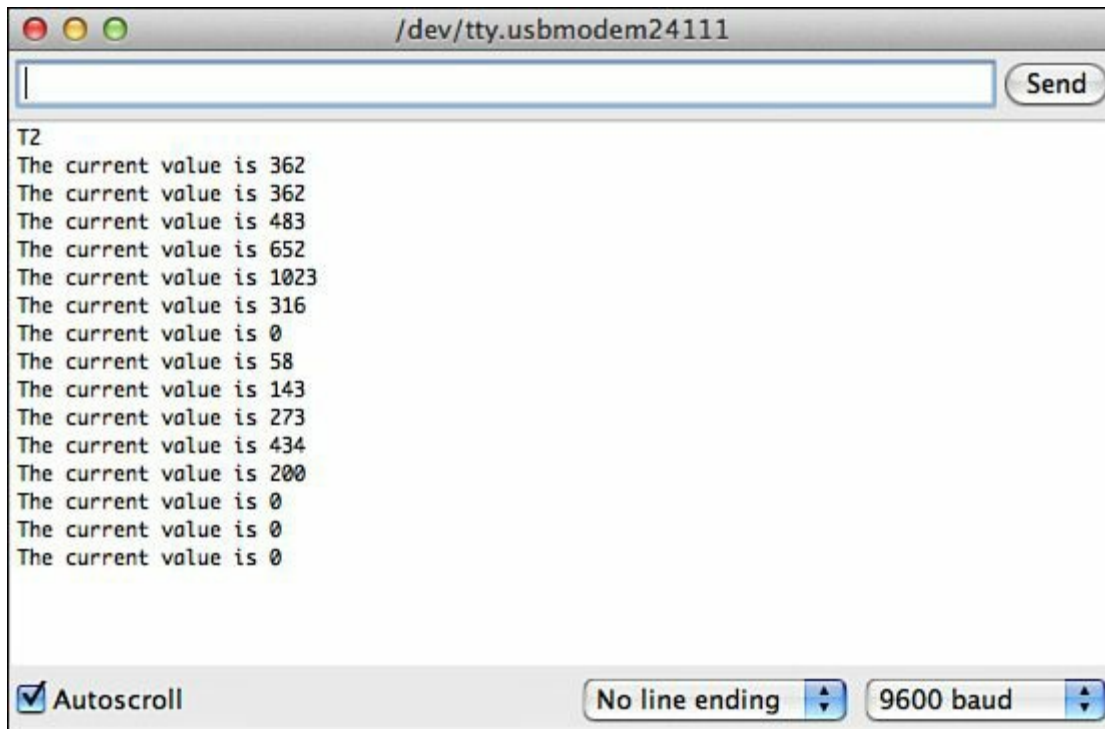 /dev/tty.usbmodem24111
Send
T2
The current value is 362
The current value is 362
The current value is 483
The current value is 652
The current value is 1023
The current value is 316
The current value is 0
The current value is 58
The current value is 143
The current value is 273
The current value is 434
The current value is 200
The current value is 0
The current value is 0
The current value is 0
Autoscroll
No line ending
9600 baud